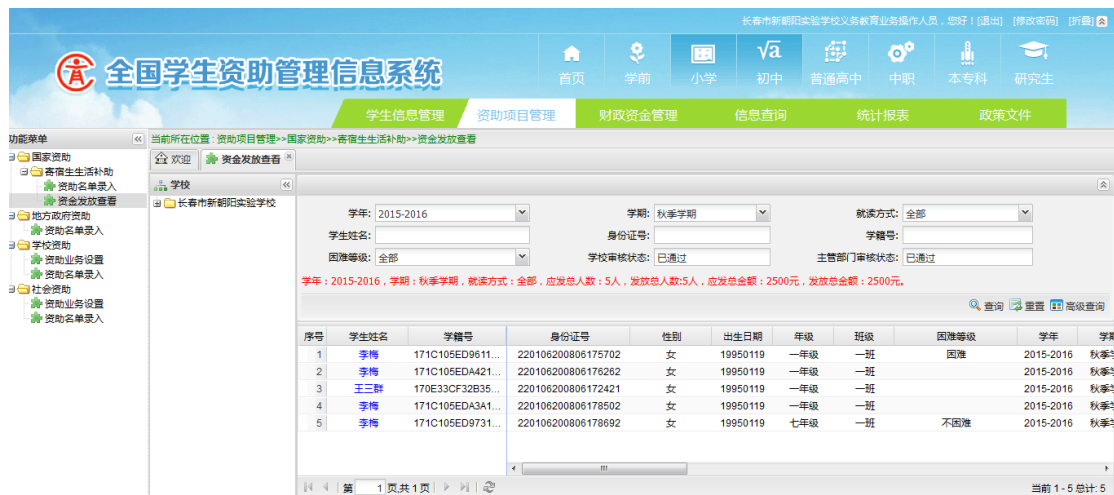 长春市新朝阳实验学校义务教育业务操作人员，您好！[退出] [修改密码] [折叠]
全国学生资助管理信息系统
首页 学前 小学 初中 普通高中 中职 本专科 研究生
学生信息管理 资助项目管理 财政资金管理 信息查询 统计报表 政策文件
功能菜单
当前所在位置：资助项目管理>>国家资助>>寄宿生生活补助>>资金发放查看
国家资助
寄宿生生活补助
资助名单录入
资金发放查看
地方政府资助
资助名单录入
学校资助
资助业务设置
资助名单录入
社会资助
资助业务设置
资助名单录入
欢迎 资金发放查看
学校
长春市新朝阳实验学校
学年: 2015-2016 学期: 秋季学期 就读方式: 全部
学生姓名: 身份证号: 学籍号:
困难等级: 全部 学校审核状态: 已通过 主管部门审核状态: 已通过
学年：2015-2016，学期：秋季学期，就读方式：全部，应发总人数：5人，发放总人数:5人，应发总金额：2500元，发放总金额：2500元。
查询 重置 高级查询
序号 学生姓名 学籍号 身份证号 性别 出生日期 年级 班级 困难等级 学年 学期
1 李梅 171C105ED9611... 220106200806175702 女 19950119 一年级 一班 困难 2015-2016 秋季学
2 李梅 171C105EDA421... 220106200806176262 女 19950119 一年级 一班 2015-2016 秋季学
3 王三群 170E33CF32B35... 220106200806172421 女 19950119 一年级 一班 2015-2016 秋季学
4 李梅 171C105EDA3A1... 220106200806178502 女 19950119 一年级 一班 2015-2016 秋季学
5 李梅 171C105ED9731... 220106200806178692 女 19950119 七年级 一班 不困难 2015-2016 秋季学
第 1 页,共 1 页 当前 1 - 5 总计: 5